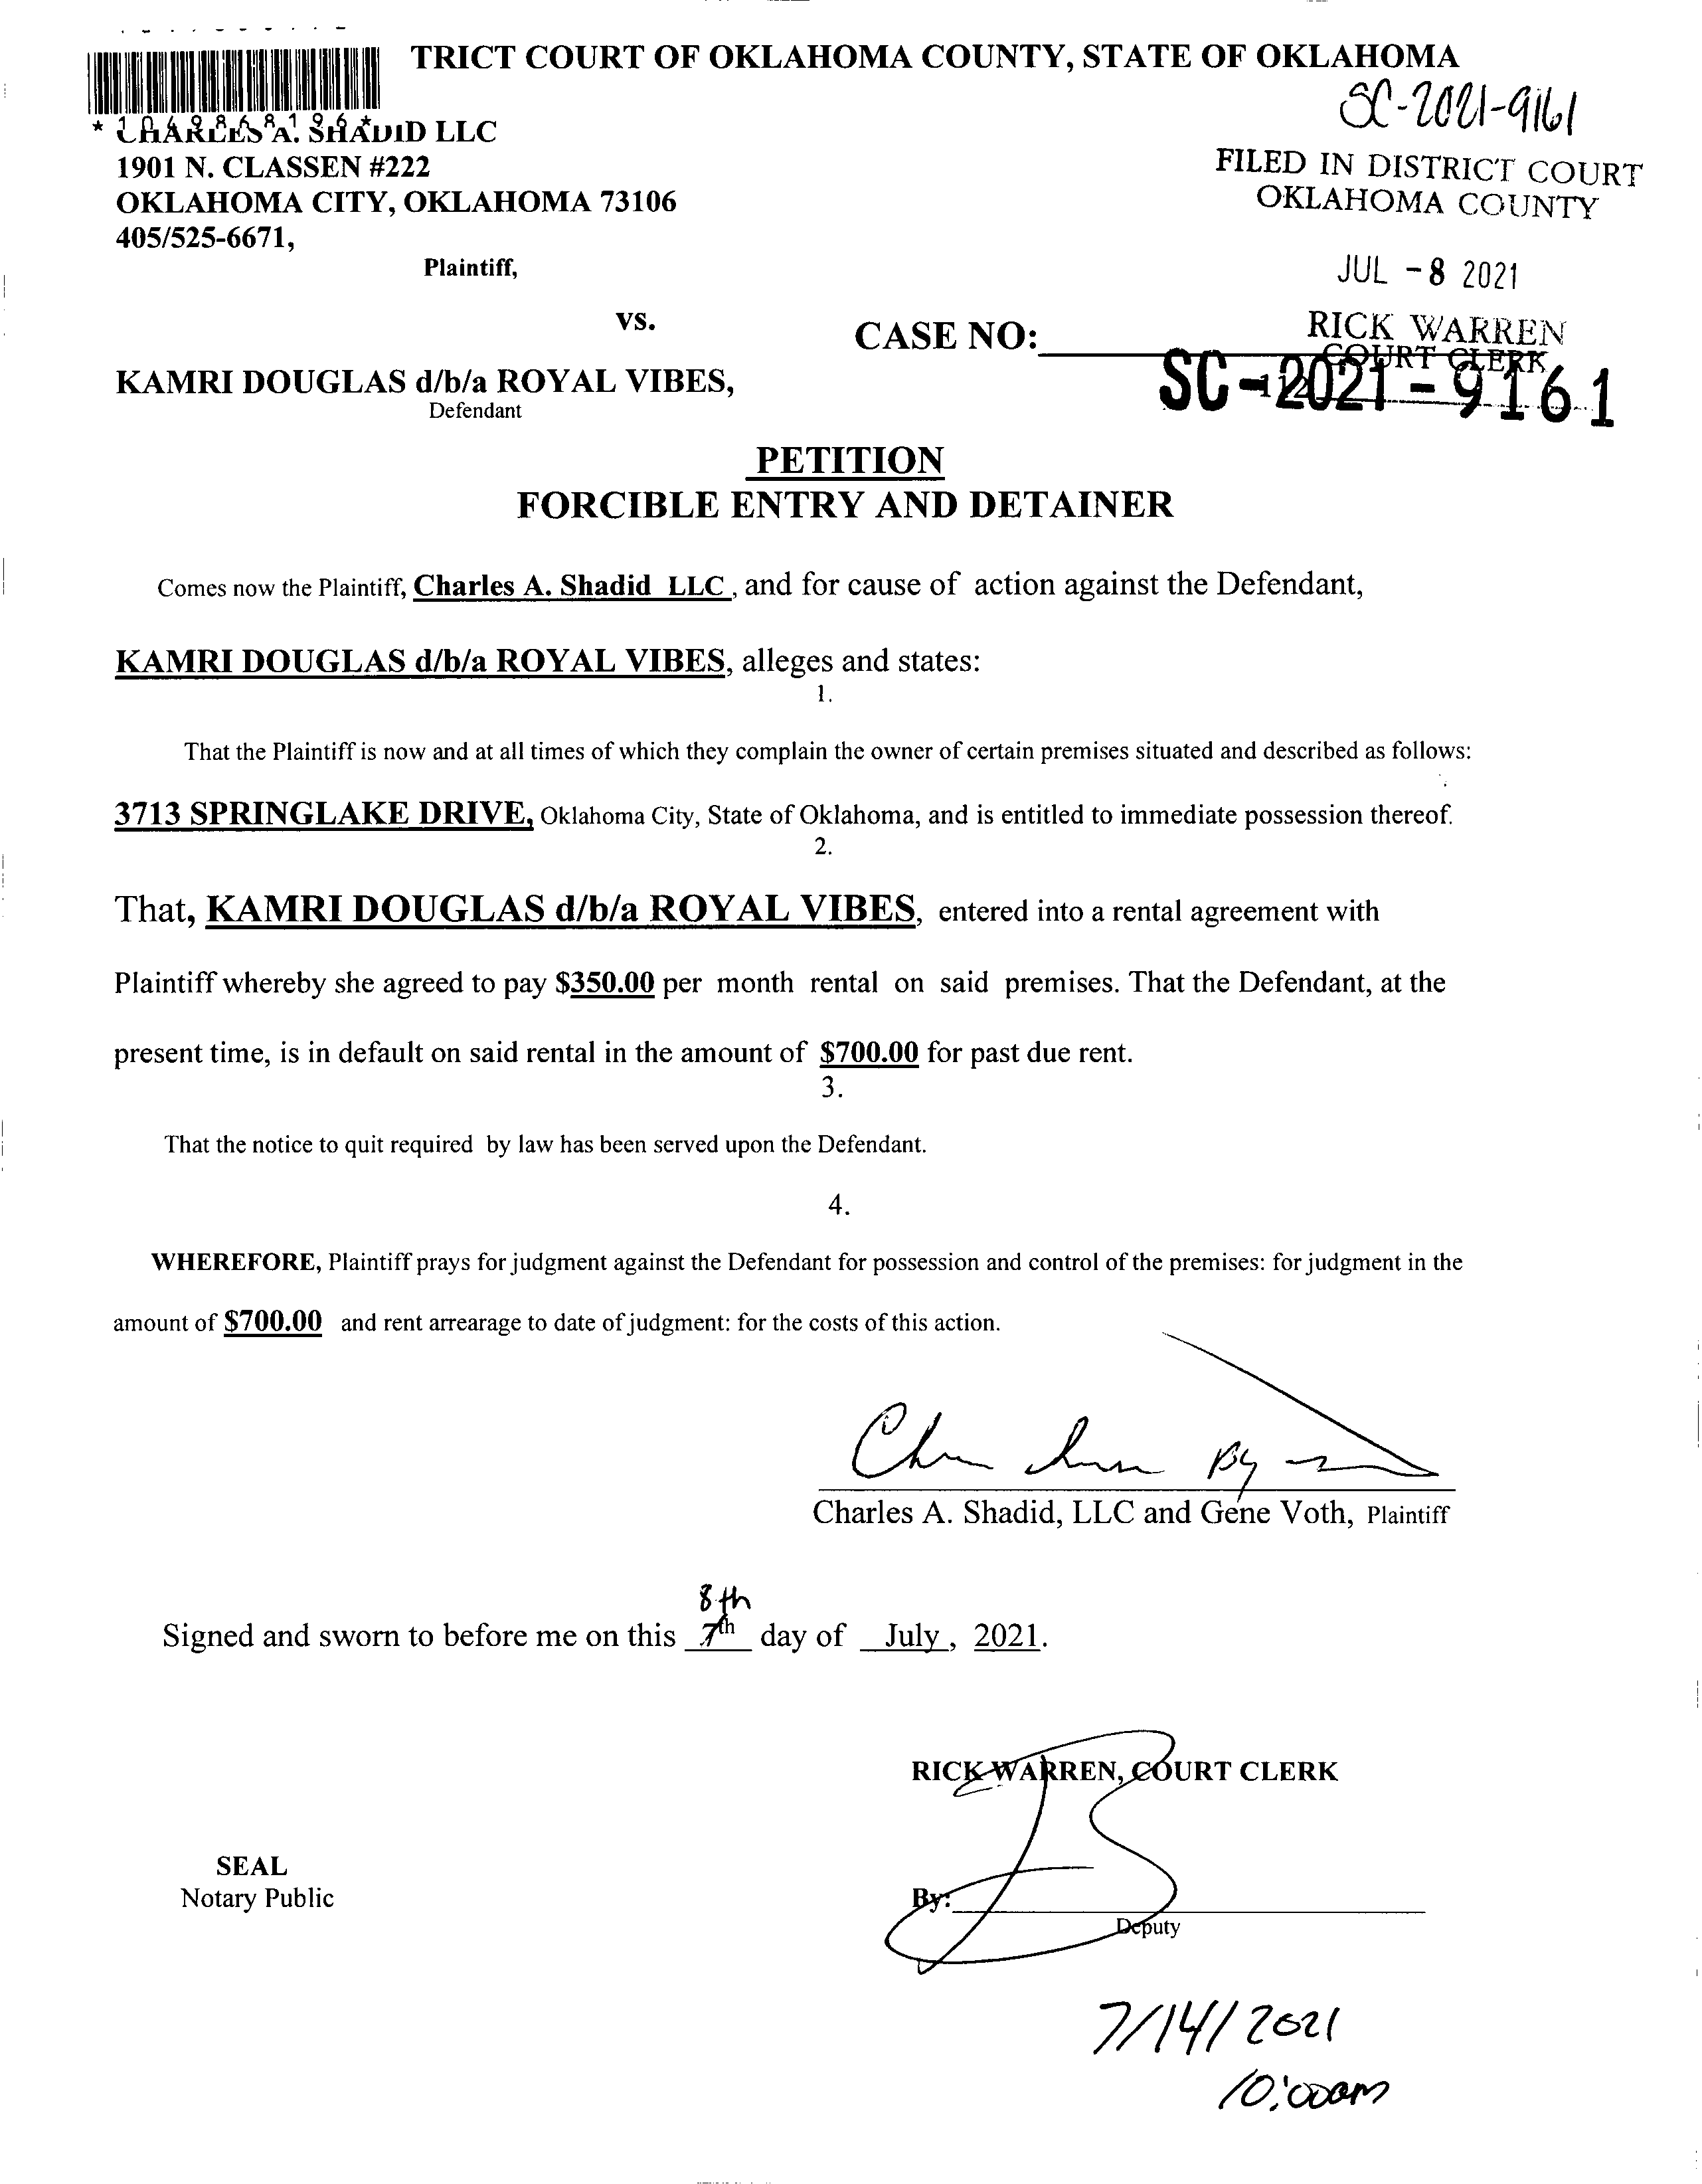 TRICT COURT OF OKLAHOMA COUNTY, STATE OF OKLAHOMA
SC-2021-9161
CHARLES A. SHADID LLC
1901 N. CLASSEN #222
OKLAHOMA CITY, OKLAHOMA 73106
405/525-6671,
Plaintiff,
FILED IN DISTRICT COURT
OKLAHOMA COUNTY
JUL -8 2021
RICK WARREN
COURT CLERK
vs.
CASE NO:
SC-2021-9161
KAMRI DOUGLAS d/b/a ROYAL VIBES,
Defendant
PETITION
FORCIBLE ENTRY AND DETAINER
Comes now the Plaintiff, Charles A. Shadid LLC, and for cause of action against the Defendant,
KAMRI DOUGLAS d/b/a ROYAL VIBES, alleges and states:
1.
That the Plaintiff is now and at all times of which they complain the owner of certain premises situated and described as follows:
3713 SPRINGLAKE DRIVE, Oklahoma City, State of Oklahoma, and is entitled to immediate possession thereof.
2.
That, KAMRI DOUGLAS d/b/a ROYAL VIBES, entered into a rental agreement with
Plaintiff whereby she agreed to pay $350.00 per month rental on said premises. That the Defendant, at the
present time, is in default on said rental in the amount of $700.00 for past due rent.
3.
That the notice to quit required by law has been served upon the Defendant.
4.
WHEREFORE, Plaintiff prays for judgment against the Defendant for possession and control of the premises: for judgment in the
amount of $700.00 and rent arrearage to date of judgment: for the costs of this action.
By
Charles A. Shadid, LLC and Gene Voth, Plaintiff
8th
Signed and sworn to before me on this 7th day of July, 2021.
RICK WARREN, COURT CLERK
SEAL
Notary Public
By:
Deputy
7/14/2021
10:00am